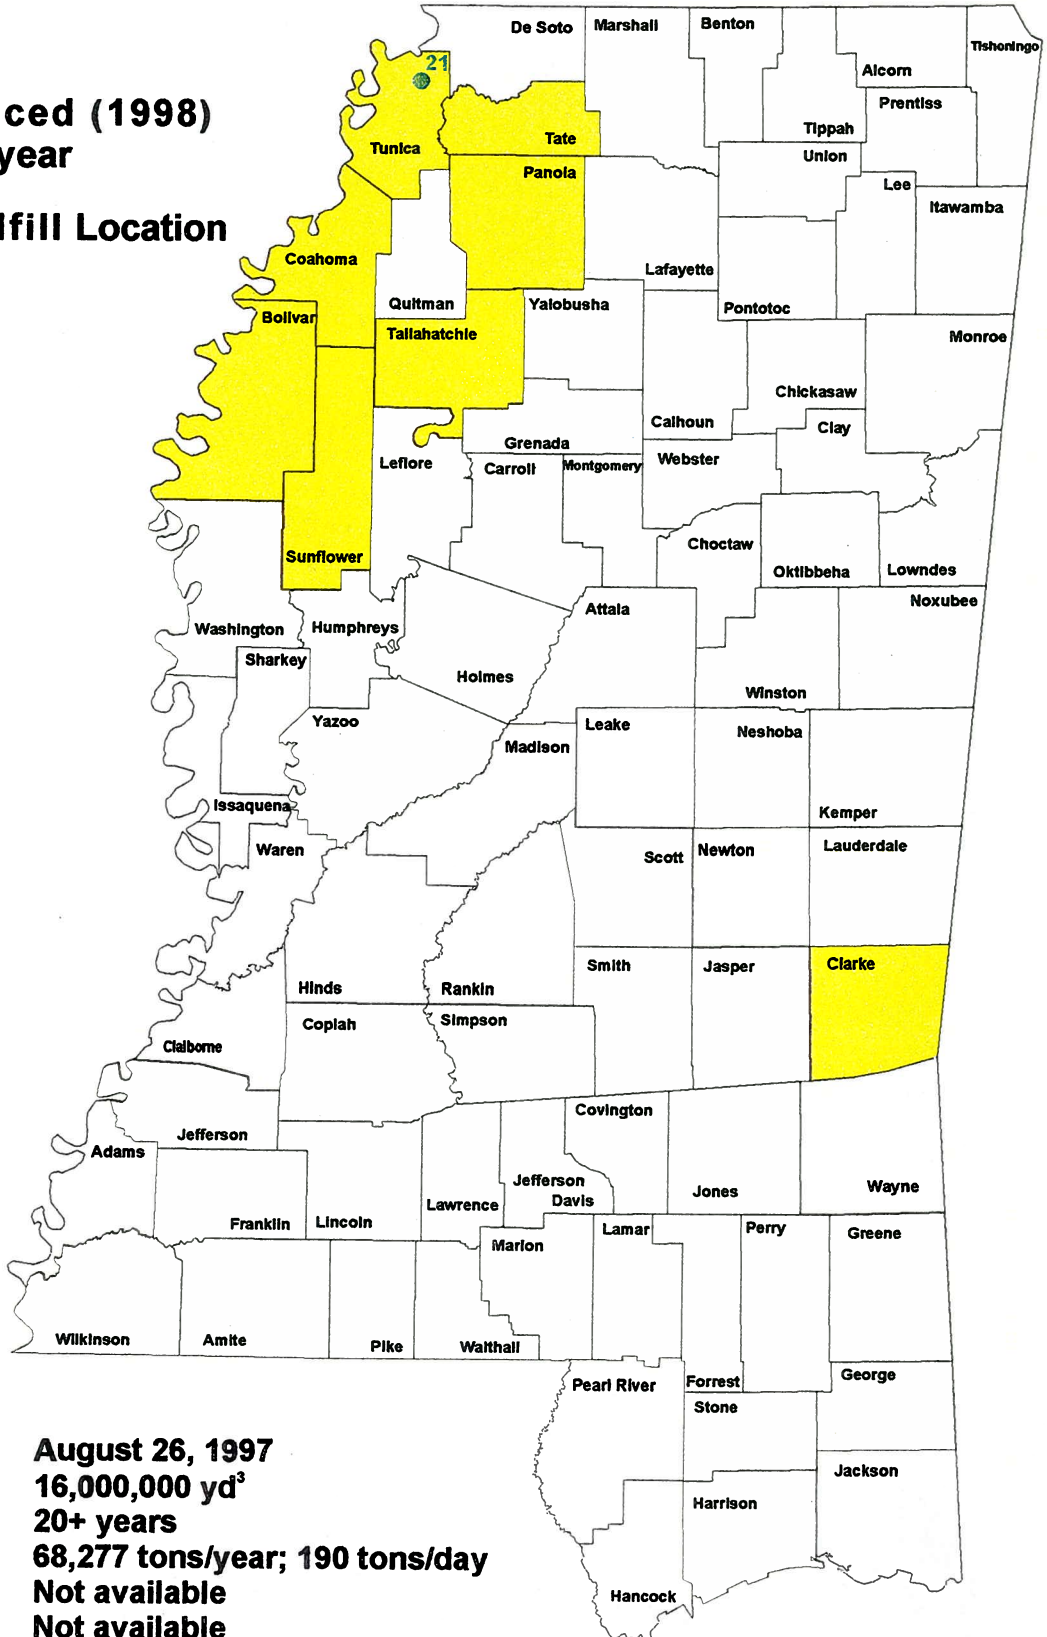 De Soto
Marshall
Benton
Tishomingo
Alcorn
21
Prentiss
ced (1998)
Tippah
year
Tunica
Tate
Union
Panola
Lee
Itawamba
lfill Location
Coahoma
Lafayette
Quitman
Yalobusha
Pontotoc
Bolivar
Tallahatchie
Monroe
Chickasaw
Calhoun
Clay
Grenada
Leflore
Carroll
Montgomery
Webster
Choctaw
Sunflower
Oktibbeha
Lowndes
Attala
Noxubee
Washington
Humphreys
Sharkey
Holmes
Winston
Yazoo
Leake
Neshoba
Madison
Issaquena
Kemper
Waren
Scott
Newton
Lauderdale
Smith
Jasper
Clarke
Hinds
Rankin
Copiah
Simpson
Claiborne
Covington
Jefferson
Adams
Jefferson
Davis
Jones
Wayne
Lawrence
Franklin
Lincoln
Marion
Lamar
Perry
Greene
Wilkinson
Amite
Pike
Walthall
Pearl River
Forrest
George
Stone
August 26, 1997
16,000,000 yd³
Jackson
Harrison
20+ years
68,277 tons/year; 190 tons/day
Not available
Hancock
Not available